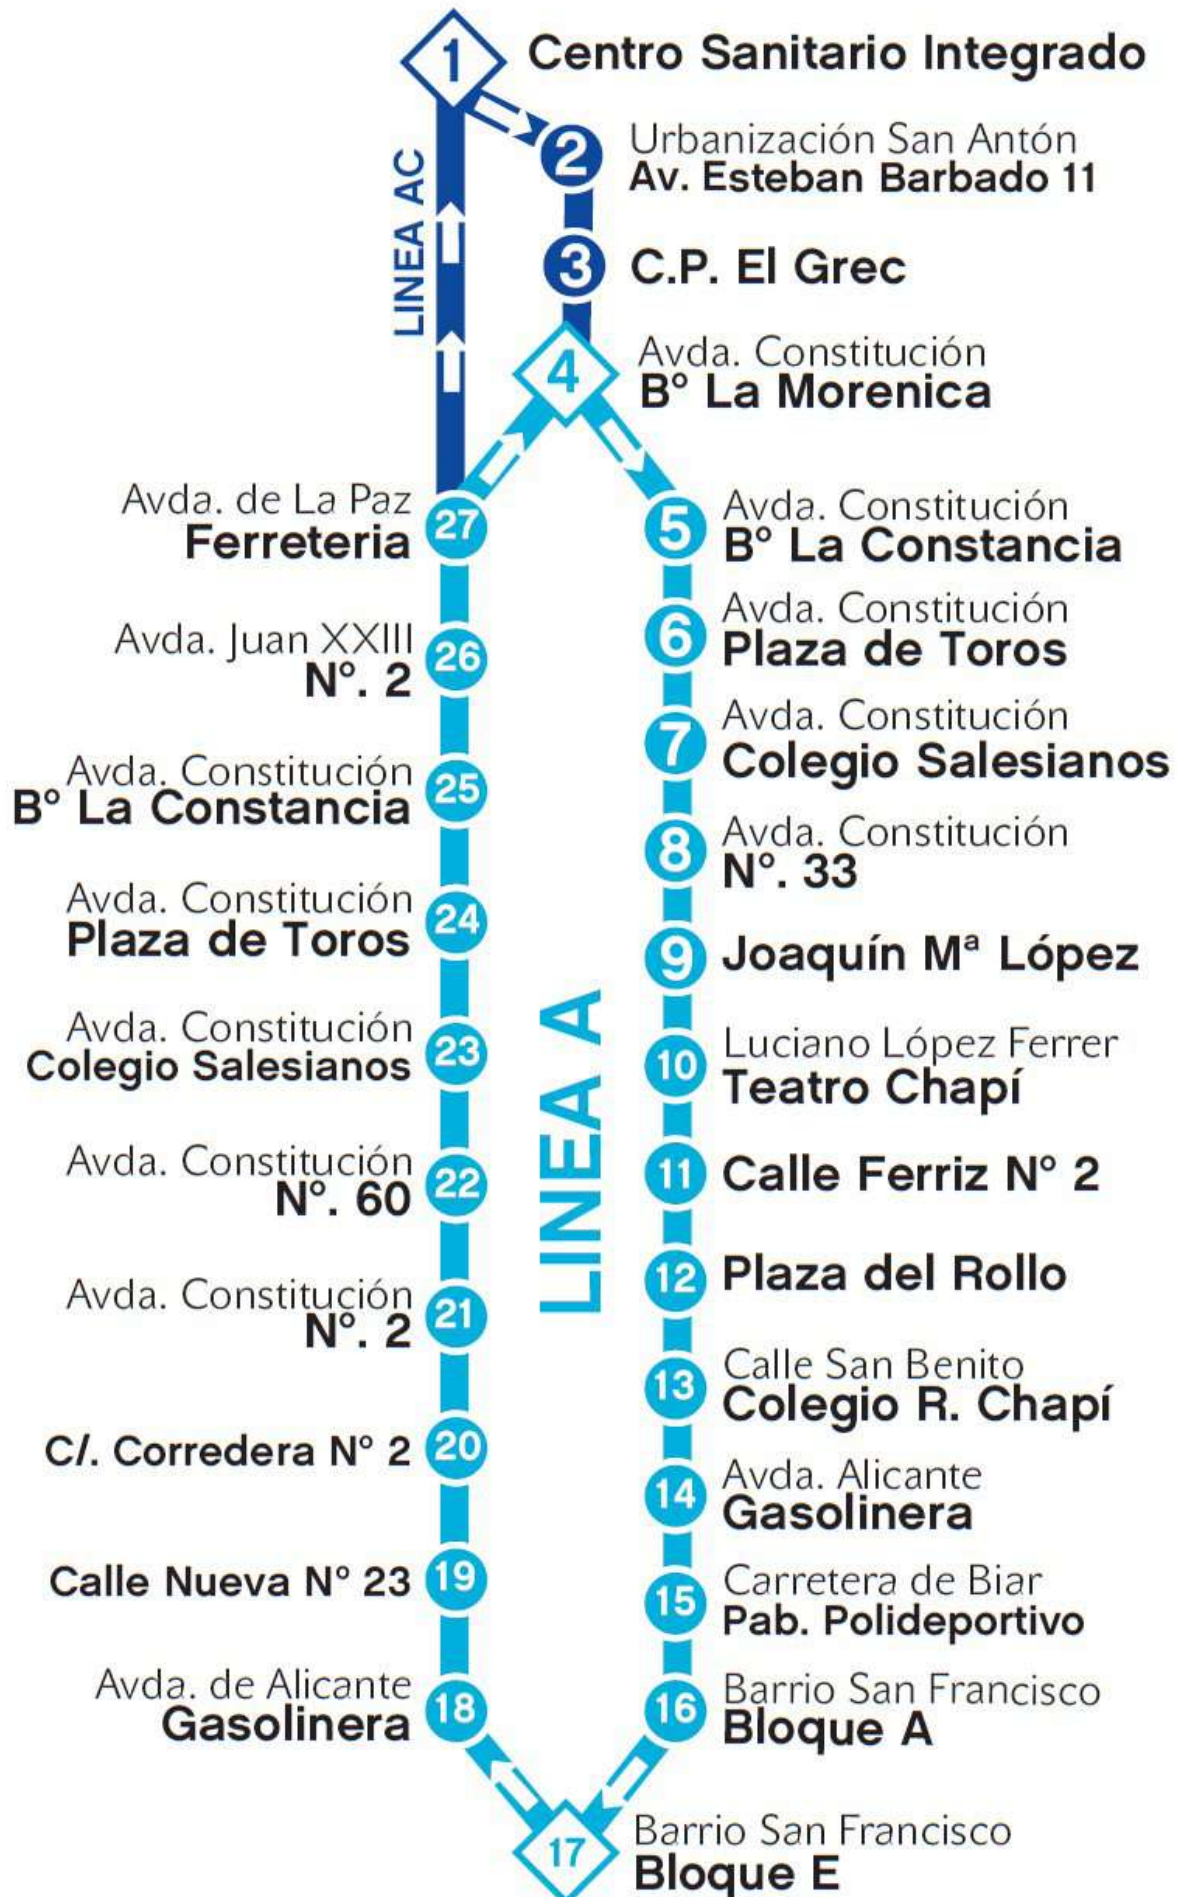 1
Centro Sanitario Integrado
LINEA AC
2
Urbanización San Antón
Av. Esteban Barbado 11
3
C.P. El Grec
4
Avda. Constitución
Bº La Morenica
5
Avda. Constitución
Bº La Constancia
6
Avda. Constitución
Plaza de Toros
7
Avda. Constitución
Colegio Salesianos
8
Avda. Constitución
Nº. 33
9
Joaquín Mª López
10
Luciano López Ferrer
Teatro Chapí
11
Calle Ferriz Nº 2
12
Plaza del Rollo
13
Calle San Benito
Colegio R. Chapí
14
Avda. Alicante
Gasolinera
15
Carretera de Biar
Pab. Polideportivo
16
Barrio San Francisco
Bloque A
17
Barrio San Francisco
Bloque E
LINEA A
Avda. de Alicante
Gasolinera
18
Calle Nueva Nº 23
19
C/. Corredera Nº 2
20
Avda. Constitución
Nº. 2
21
Avda. Constitución
Nº. 60
22
Avda. Constitución
Colegio Salesianos
23
Avda. Constitución
Plaza de Toros
24
Avda. Constitución
Bº La Constancia
25
Avda. Juan XXIII
Nº. 2
26
Avda. de La Paz
Ferreteria
27